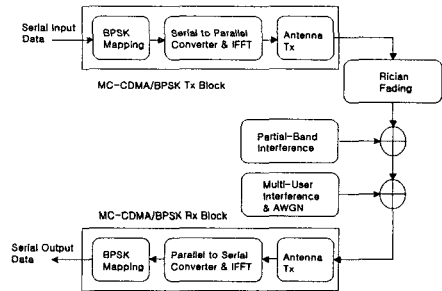 Serial Input
Data
BPSK
Mapping
Serial to Parallel
Converter & IFFT
Antenna
Tx
MC-CDMA/BPSK Tx Block
Rician
Fading
Partial-Band
Interference
Multi-User
Interference
& AWGN
MC-CDMA/BPSK Rx Block
Serial Output
Data
BPSK
Mapping
Parallel to Serial
Converter & IFFT
Antenna
Tx